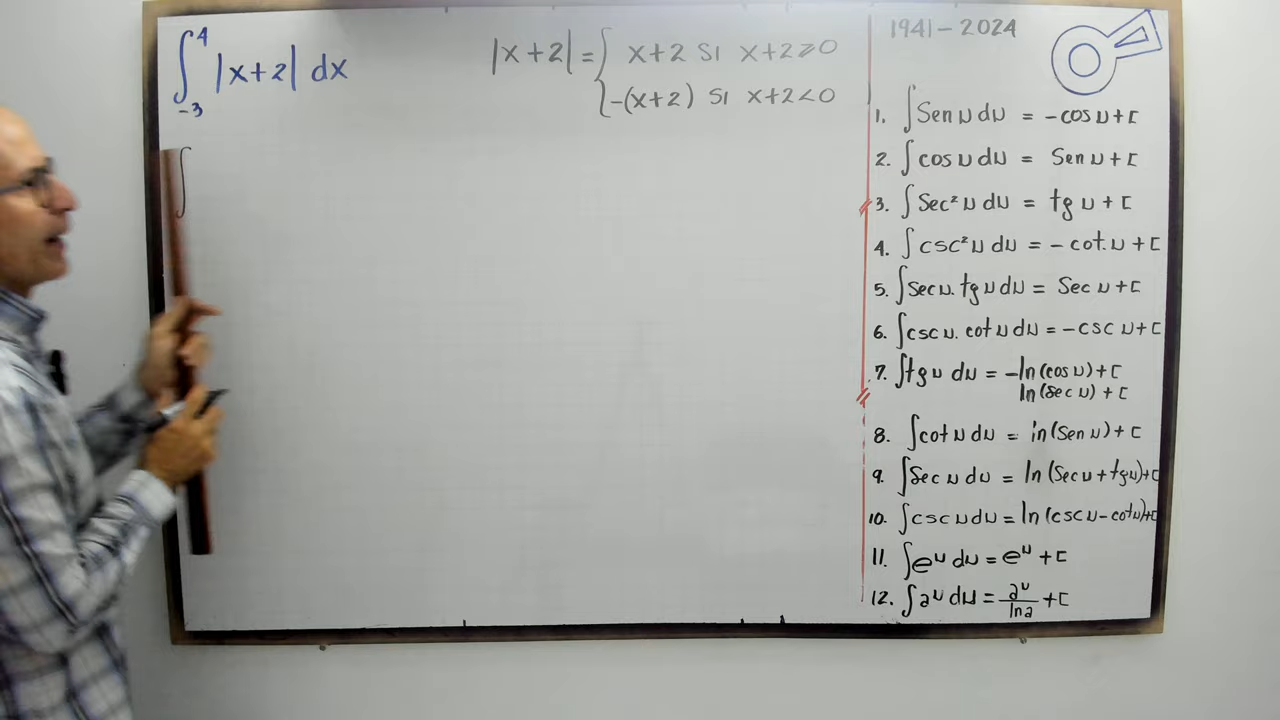 ∫₋₃⁴ |x+2| dx
|x+2| = { x+2 si x+2≥0
-(x+2) si x+2<0
∫
1941-2024
1. ∫Sen u du = -cos u + C
2. ∫cos u du = Sen u + C
3. ∫Sec² u du = tg u + C
4. ∫csc² u du = -cot. u + C
5. ∫Sec u. tg u du = Sec u + C
6. ∫csc u. cot u du = -csc u + C
7. ∫tg u du = -ln(cos u) + C
ln(Sec u) + C
8. ∫cot u du = ln(Sen u) + C
9. ∫Sec u du = ln(Sec u + tg u) + C
10. ∫csc u du = ln(csc u - cot u) + C
11. ∫eᵘ du = eᵘ + C
12. ∫aᵘ du = aᵘ/ln a + C